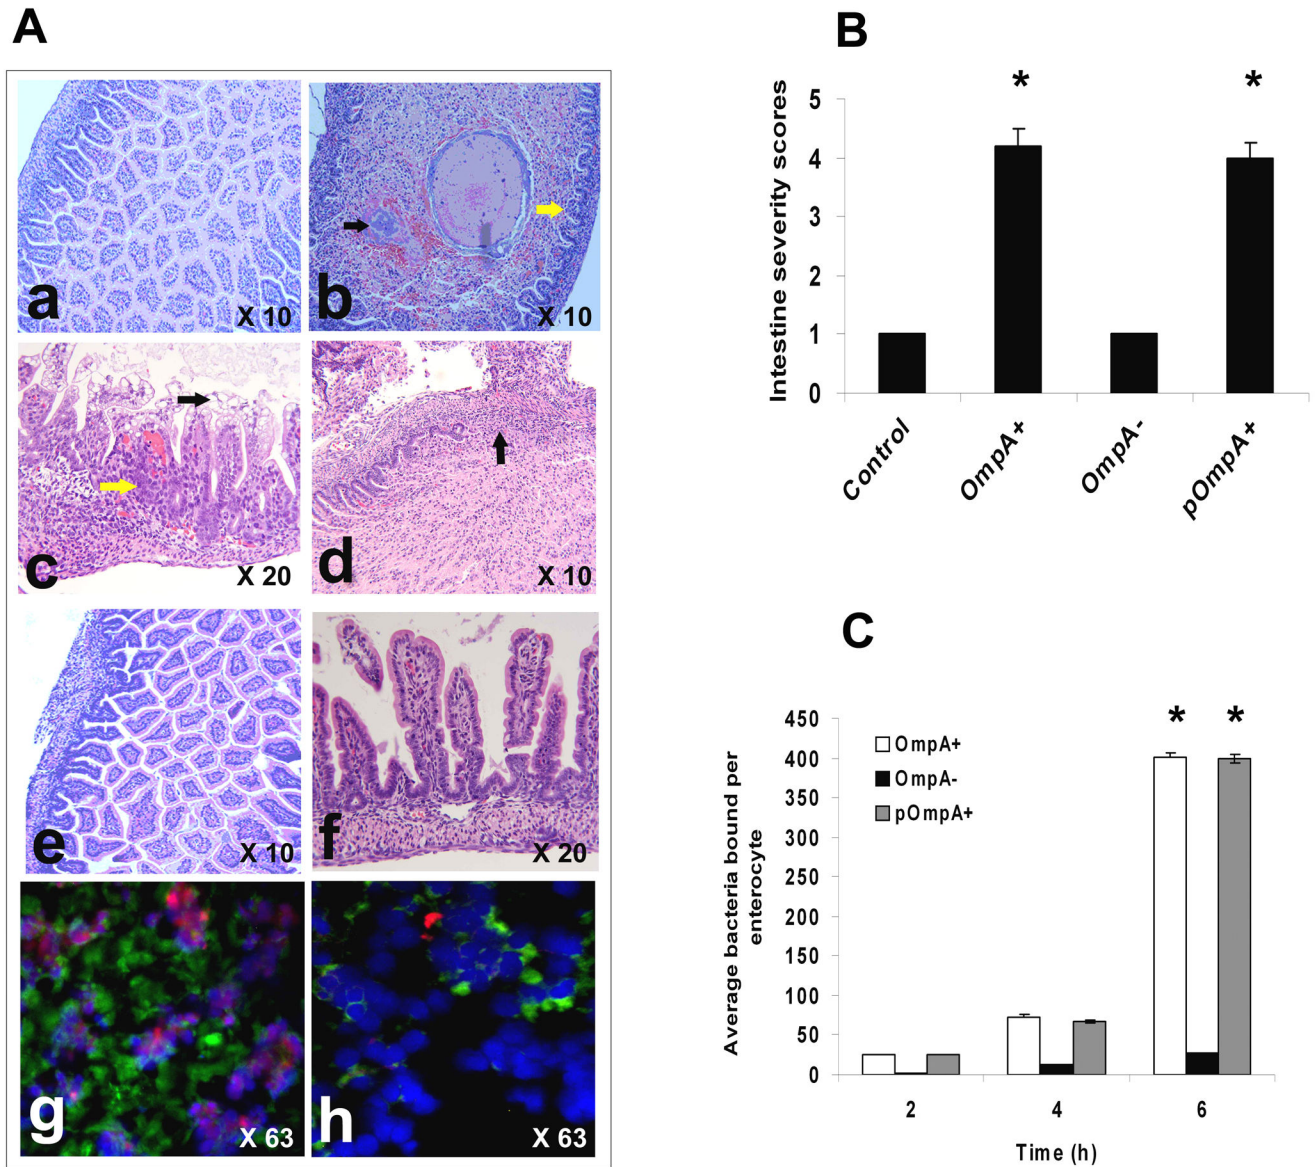 A
a
X 10
b
X 10
c
X 20
d
X 10
e
X 10
f
X 20
g
X 63
h
X 63
B
Intestine severity scores
5
4
3
2
1
0
*
*
Control
OmpA+
OmpA-
pOmpA+
C
Average bacteria bound per
enterocyte
450
400
350
300
250
200
150
100
50
0
OmpA+
OmpA-
pOmpA+
*
*
2
4
6
Time (h)